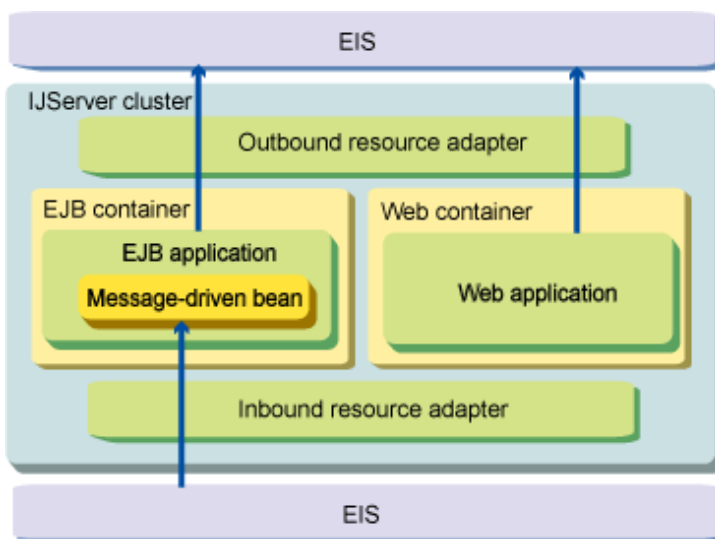 EIS
IJServer cluster
Outbound resource adapter
EJB container
EJB application
Message-driven bean
Web container
Web application
Inbound resource adapter
EIS